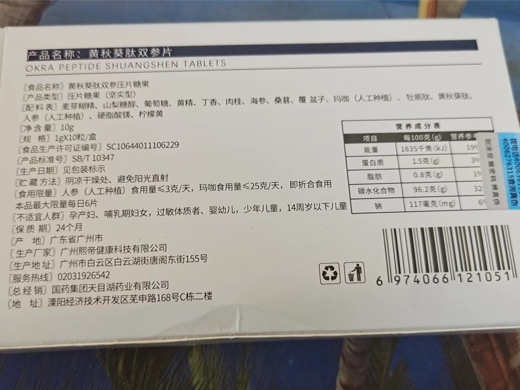 产品名称：黄秋葵肽双参片
OKRA PEPTIDE SHUANGSHEN TABLETS
【食品名称】黄秋葵肽双参压片糖果
【产品类型】压片糖果（坚实型）
【配 料 表】麦芽糊精、山梨糖醇、葡萄糖、黄精、丁香、肉桂、海参、桑葚、覆盆子、玛咖（人工种植）、牡蛎肽、黄秋葵肽、
人参（人工种植）、硬脂酸镁、柠檬黄
【净 含 量】10g
【规 格】1gX10粒/盒
【食品生产许可证编号】SC10644011106229
【产品标准号】SB/T 10347
【生产日期】见包装标示
【贮藏方法】阴凉干燥处、避免阳光直射
【食用限量】人参（人工种植）食用量≤3克/天，玛咖食用量≤25克/天，即折合食用
本品最大限量每日6片
【不适宜人群】孕产妇、哺乳期妇女，过敏体质者、婴幼儿，少年儿童，14周岁以下儿童
【保 质 期】24个月
【产 地】广东省广州市
【生产厂家】广州熙帝健康科技有限公司
【生产地址】广州市白云区白云湖街唐阁东街155号
【服务热线】02031926542
【总 经 销】国药集团天目湖药业有限公司
【地 址】溧阳经济技术开发区芜申路168号C栋二楼
营养成分表
项目 每100克(g) 营养参考
能量 1635千焦(kJ) 19%
蛋白质 1.5克(g) 3%
脂肪 0.8克(g) 1%
碳水化合物 96.2克(g) 32
钠 117毫克(mg) 6
4006276315
6 974066 121051